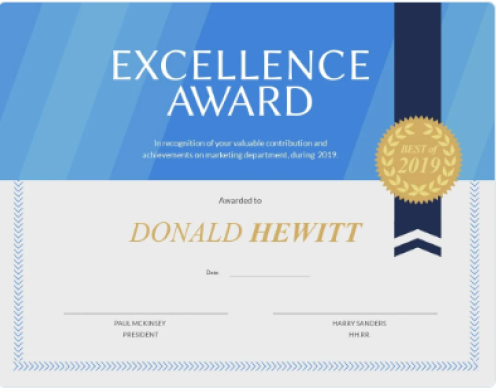 EXCELLENCE
AWARD
In recognition of your valuable contribution and
achievements on marketing department, during 2019.
BEST of
2019
Awarded to
DONALD HEWITT
Date:
PAUL MCKINSEY
PRESIDENT
HARRY SANDERS
HH.RR.